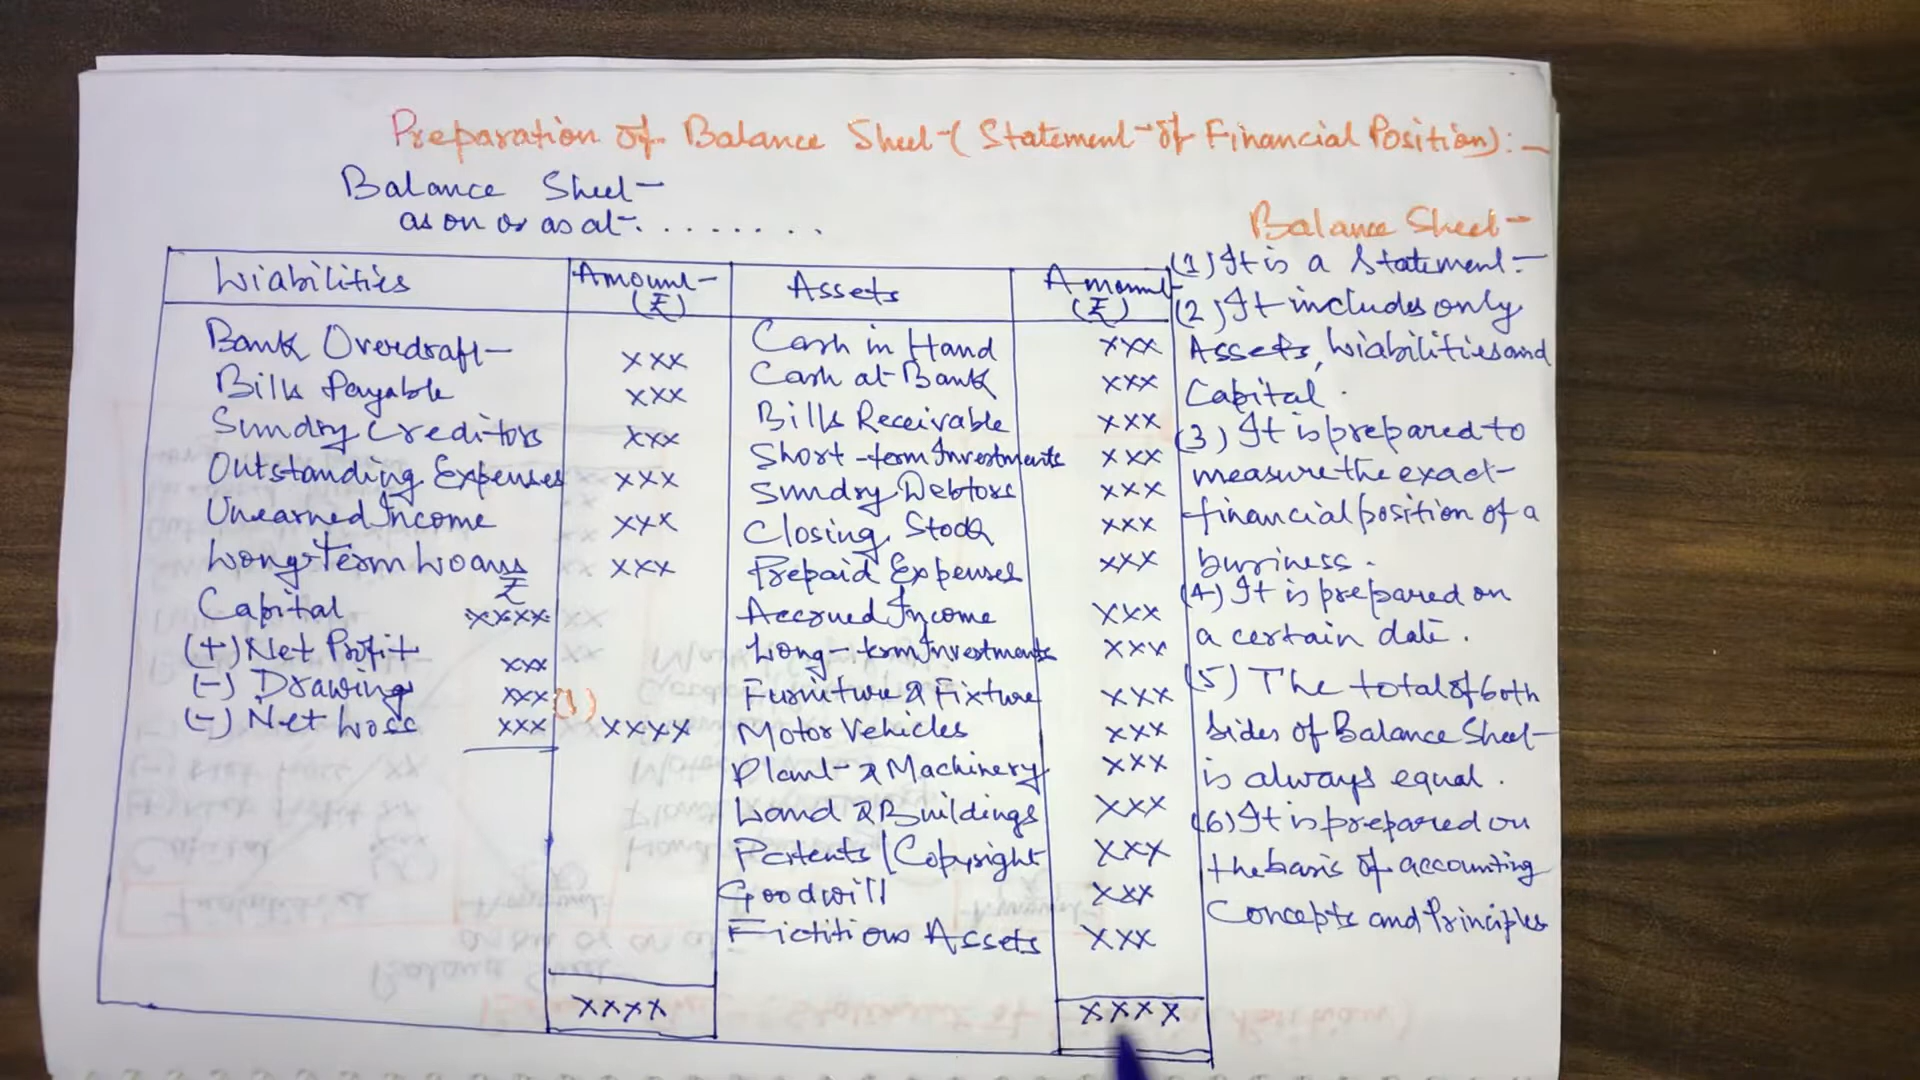 Preparation of Balance Sheet (Statement of Financial Position):-
Balance Sheet
as on or as at ........
Liabilities Amount (₹) Assets Amount (₹)
Bank Overdraft xxx Cash in Hand xxx
Bills Payable xxx Cash at Bank xxx
Sundry Creditors xxx Bills Receivable xxx
Outstanding Expenses xxx Short-term Investments xxx
Unearned Income xxx Sundry Debtors xxx
Long-Term Loans xxx Closing Stock xxx
₹ Prepaid Expenses xxx
Capital xxxx Accrued Income xxx
(+) Net Profit xxx Long-term Investments xxx
(-) Drawing xxx (1) Furniture & Fixture xxx
(-) Net Loss xxx xxxx Motor Vehicles xxx
Plant & Machinery xxx
Land & Buildings xxx
Patents / Copyright xxx
Goodwill xxx
Fictitious Assets xxx
xxxx xxxx
Balance Sheet
(1) It is a Statement-
(2) It includes only
Assets, Liabilities and
Capital.
(3) It is prepared to
measure the exact
financial position of a
business.
(4) It is prepared on
a certain date.
(5) The total of both
sides of Balance Sheet
is always equal.
(6) It is prepared on
the basis of accounting
Concepts and Principles